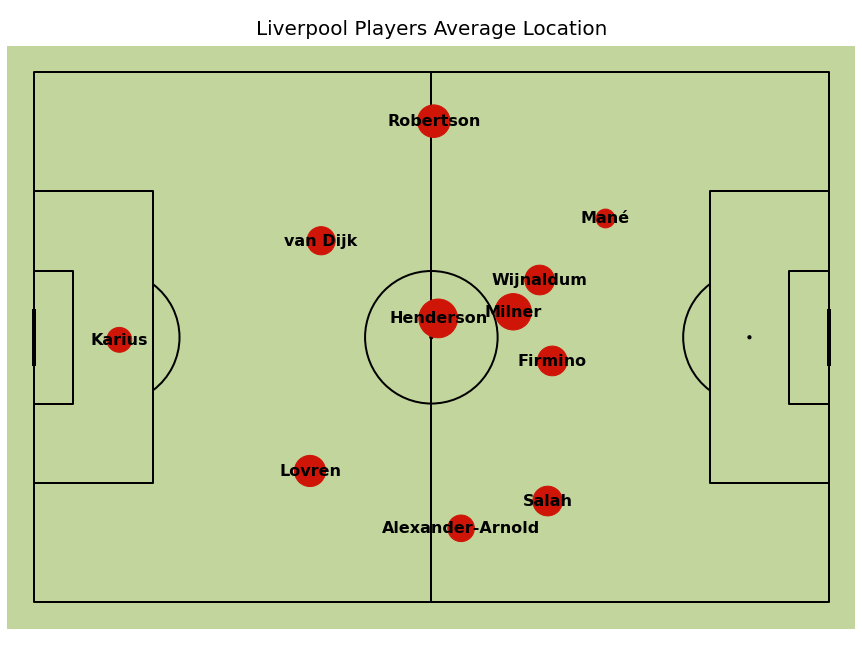 Liverpool Players Average Location
Robertson
Mané
van Dijk
Wijnaldum
Milner
Henderson
Karius
Firmino
Lovren
Salah
Alexander-Arnold